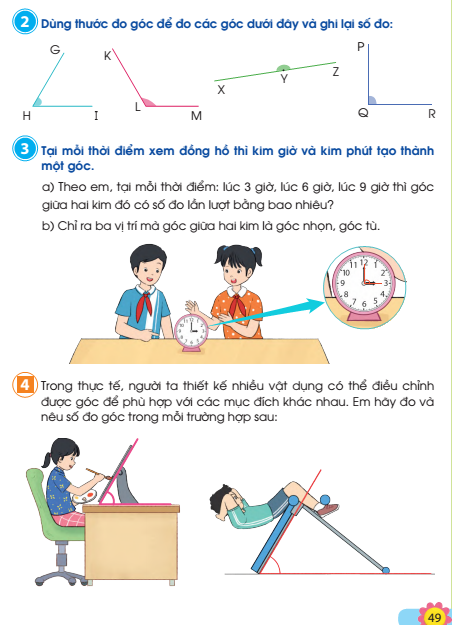 2 Dùng thước đo góc để đo các góc dưới đây và ghi lại số đo:
G
K
P
Z
Y
X
H
I
L
M
Q
R
3 Tại mỗi thời điểm xem đồng hồ thì kim giờ và kim phút tạo thành
một góc.
a) Theo em, tại mỗi thời điểm: lúc 3 giờ, lúc 6 giờ, lúc 9 giờ thì góc
giữa hai kim đó có số đo lần lượt bằng bao nhiêu?
b) Chỉ ra ba vị trí mà góc giữa hai kim là góc nhọn, góc tù.
12
1
2
3
4
5
6
7
8
9
10
11
4 Trong thực tế, người ta thiết kế nhiều vật dụng có thể điều chỉnh
được góc để phù hợp với các mục đích khác nhau. Em hãy đo và
nêu số đo góc trong mỗi trường hợp sau:
49